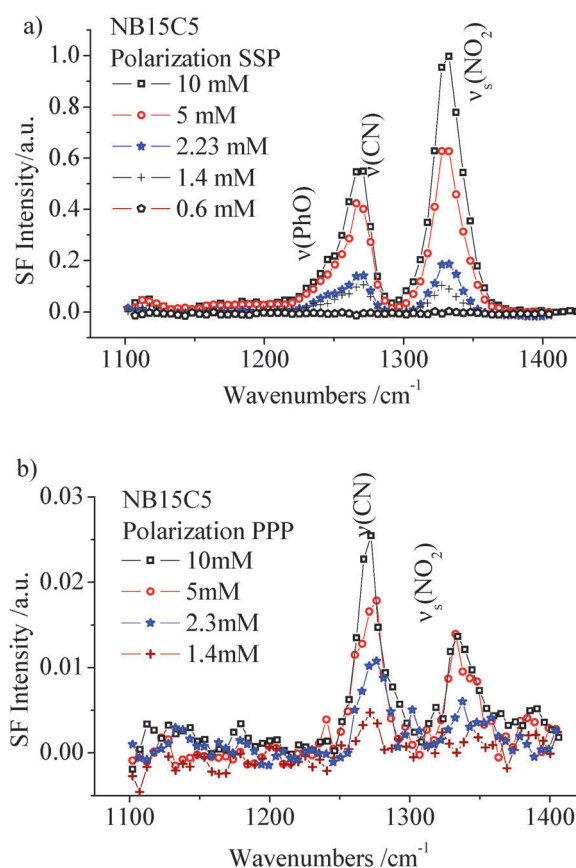 a)
NB15C5
Polarization SSP
10 mM
5 mM
2.23 mM
1.4 mM
0.6 mM
ν(PhO)
ν(CN)
νs(NO2)
SF Intensity/a.u.
1.0
0.8
0.6
0.4
0.2
0.0
1100 1200 1300 1400
Wavenumbers /cm-1
b)
NB15C5
Polarization PPP
10mM
5mM
2.3mM
1.4mM
ν(CN)
νs(NO2)
SF Intensity /a.u.
0.03
0.02
0.01
0.00
1100 1200 1300 1400
Wavenumbers /cm-1